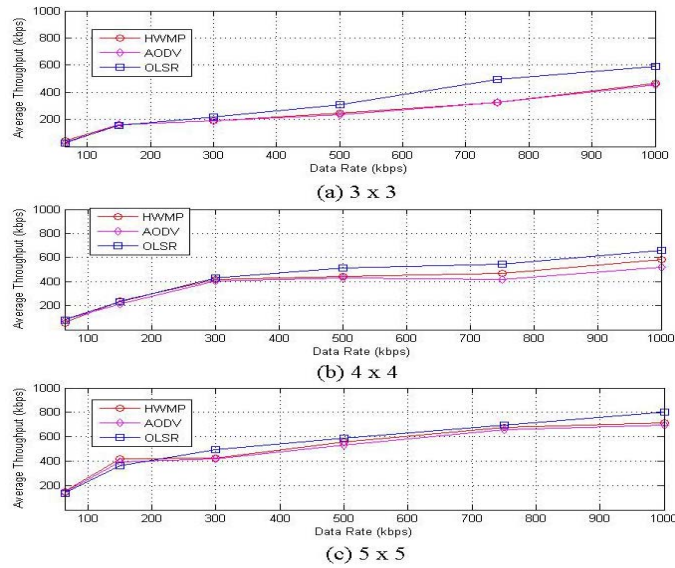 1000
800
600
400
200
Average Throughput (kbps)
HWMP
AODV
OLSR
100 200 300 400 500 600 700 800 900 1000
Data Rate (kbps)
(a) 3 x 3
1000
800
600
400
200
Average Throughput (kbps)
HWMP
AODV
OLSR
100 200 300 400 500 600 700 800 900 1000
Data Rate (kbps)
(b) 4 x 4
1000
800
600
400
200
Average Throughput (kbps)
HWMP
AODV
OLSR
100 200 300 400 500 600 700 800 900 1000
Data Rate (kbps)
(c) 5 x 5